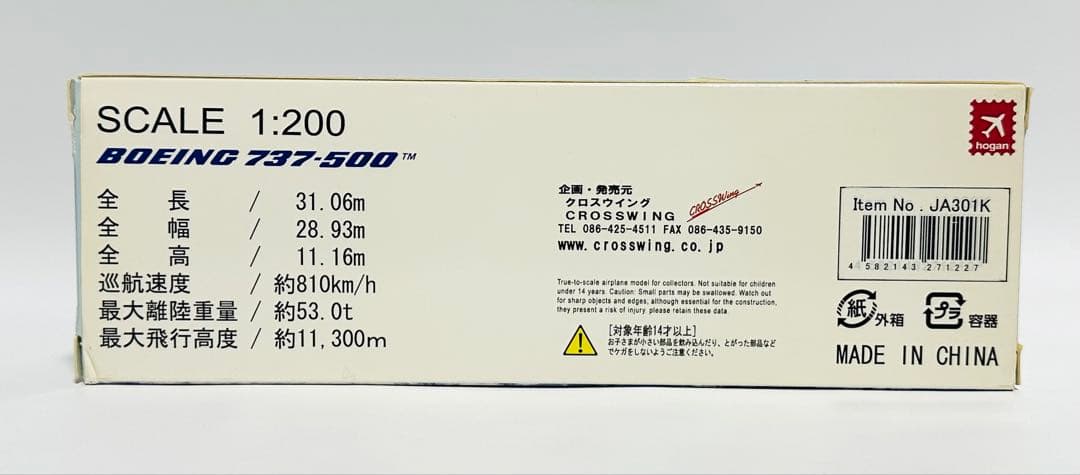 SCALE 1:200
BOEING 737-500™
全長 / 31.06m
全幅 / 28.93m
全高 / 11.16m
巡航速度 / 約810km/h
最大離陸重量 / 約53.0t
最大飛行高度 / 約11,300m
企画・発売元
クロスウイング
CROSSWING
CROSSWing
TEL 086-425-4511 FAX 086-435-9150
www.crosswing.co.jp
True-to-scale airplane model for collectors. Not suitable for children
under 14 years. Caution: Small parts may be swallowed. Watch out
for sharp objects and edges, although essential for the construction,
they present a risk of injury. please retain these data.
[対象年齢14才以上]
お子さまが小さい部品を飲み込んだり、とがった部品など
でケガをしないようご注意ください。
hogan
Item No. JA301K
4 582143 271227
紙 外箱
プラ 容器
MADE IN CHINA